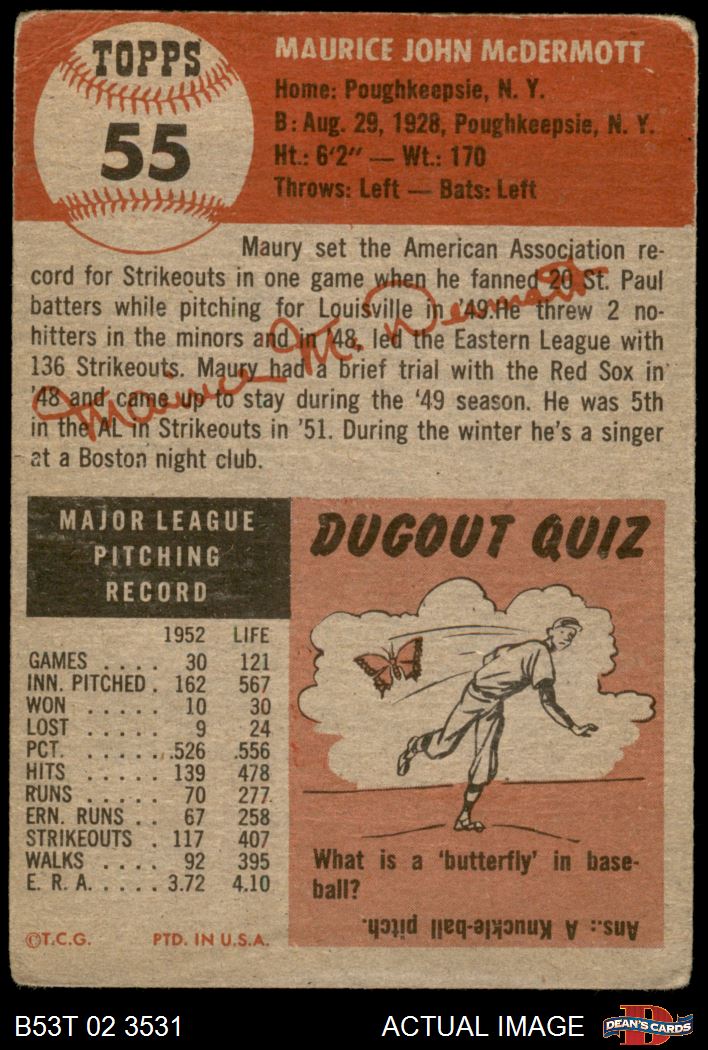 TOPPS
55
MAURICE JOHN McDERMOTT
Home: Poughkeepsie, N. Y.
B: Aug. 29, 1928, Poughkeepsie, N. Y.
Ht.: 6'2" — Wt.: 170
Throws: Left — Bats: Left
Maury set the American Association re-
cord for Strikeouts in one game when he fanned 20 St. Paul
batters while pitching for Louisville in '49.He threw 2 no-
hitters in the minors and in '48, led the Eastern League with
136 Strikeouts. Maury had a brief trial with the Red Sox in
'48 and came up to stay during the '49 season. He was 5th
in the AL in Strikeouts in '51. During the winter he's a singer
at a Boston night club.
Maurice McDermott
MAJOR LEAGUE
PITCHING
RECORD
1952 LIFE
GAMES . . . . 30 121
INN. PITCHED . 162 567
WON . . . . . 10 30
LOST . . . . . 9 24
PCT. . . . . . .526 .556
HITS . . . . . 139 478
RUNS . . . . . 70 277
ERN. RUNS . . 67 258
STRIKEOUTS . 117 407
WALKS . . . . 92 395
E. R. A. . . . . . 3.72 4.10
©T.C.G. PTD. IN U.S.A.
DUGOUT QUIZ
What is a 'butterfly' in base-
ball?
Ans.: A Knuckle-ball pitch.
B53T 02 3531
ACTUAL IMAGE
D
DEAN'S CARDS